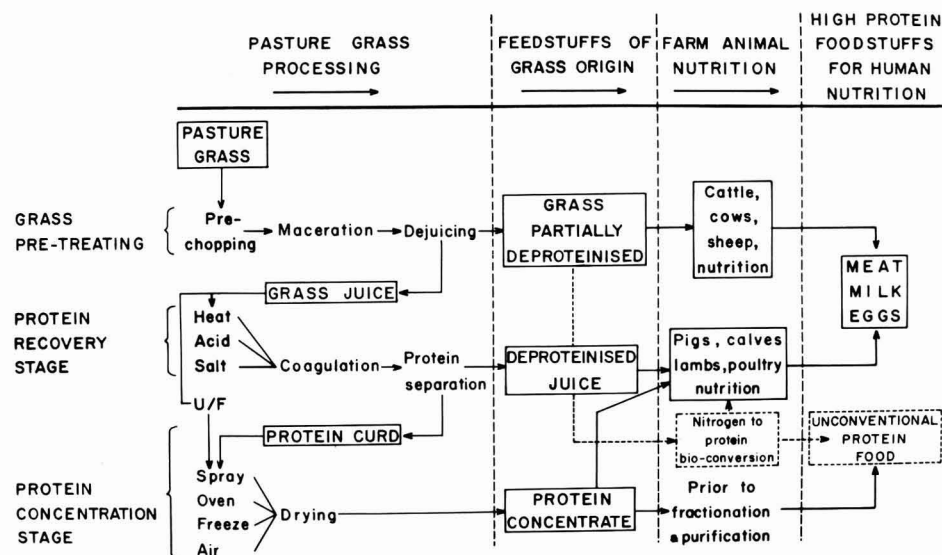 PASTURE GRASS
PROCESSING
FEEDSTUFFS OF
GRASS ORIGIN
FARM ANIMAL
NUTRITION
HIGH PROTEIN
FOODSTUFFS
FOR HUMAN
NUTRITION
PASTURE
GRASS
GRASS
PRE-TREATING
Pre-
chopping
Maceration
Dejuicing
GRASS
PARTIALLY
DEPROTEINISED
Cattle,
cows,
sheep,
nutrition
MEAT
MILK
EGGS
GRASS JUICE
PROTEIN
RECOVERY
STAGE
Heat
Acid
Salt
Coagulation
Protein
separation
DEPROTEINISED
JUICE
Pigs, calves
lambs, poultry
nutrition
U/F
PROTEIN CURD
Nitrogen to
protein
bio-conversion
UNCONVENTIONAL
PROTEIN
FOOD
PROTEIN
CONCENTRATION
STAGE
Spray
Oven
Freeze
Air
Drying
PROTEIN
CONCENTRATE
Prior to
fractionation
a purification